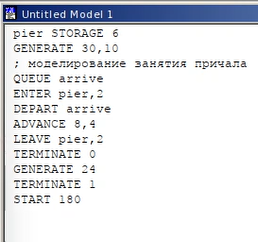 Untitled Model 1
pier STORAGE 6
GENERATE 30,10
; моделирование занятия причала
QUEUE arrive
ENTER pier,2
DEPART arrive
ADVANCE 8,4
LEAVE pier,2
TERMINATE 0
GENERATE 24
TERMINATE 1
START 180